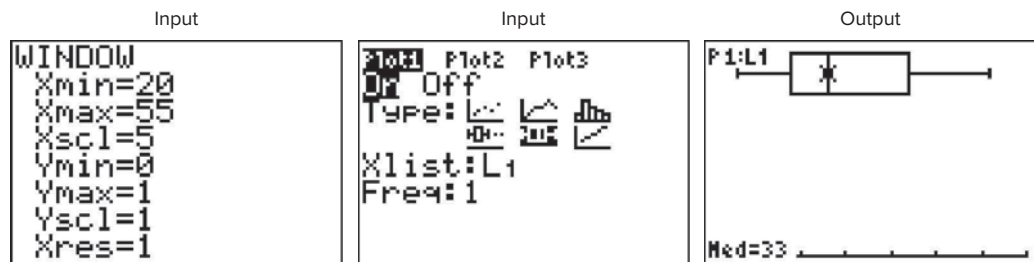 Input
WINDOW
Xmin=20
Xmax=55
Xscl=5
Ymin=0
Ymax=1
Yscl=1
Xres=1
Input
Plot1 Plot2 Plot3
On Off
Type:
Xlist:L1
Freq:1
Output
P1:L1
Med=33